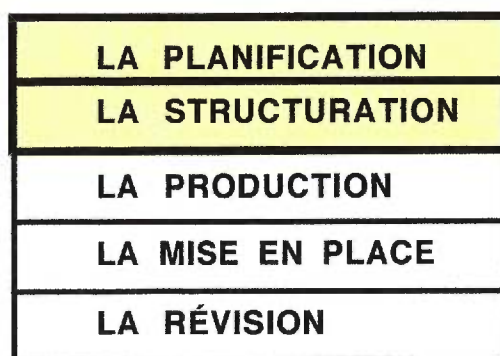 LA PLANIFICATION
LA STRUCTURATION
LA PRODUCTION
LA MISE EN PLACE
LA RÉVISION